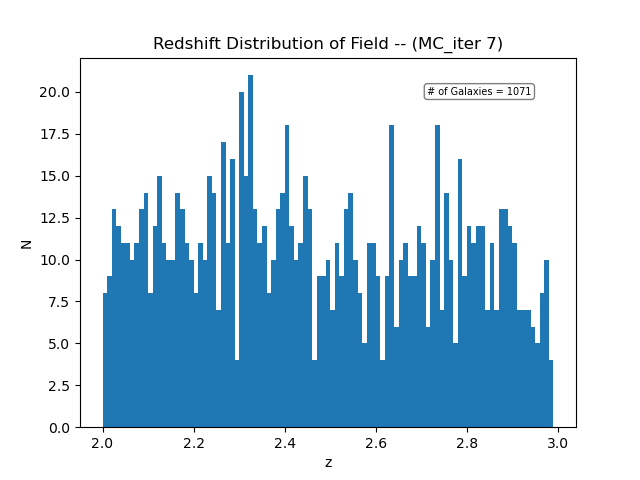 Redshift Distribution of Field -- (MC_iter 7)
# of Galaxies = 1071
20.0
17.5
15.0
12.5
10.0
7.5
5.0
2.5
0.0
N
2.0 2.2 2.4 2.6 2.8 3.0
z